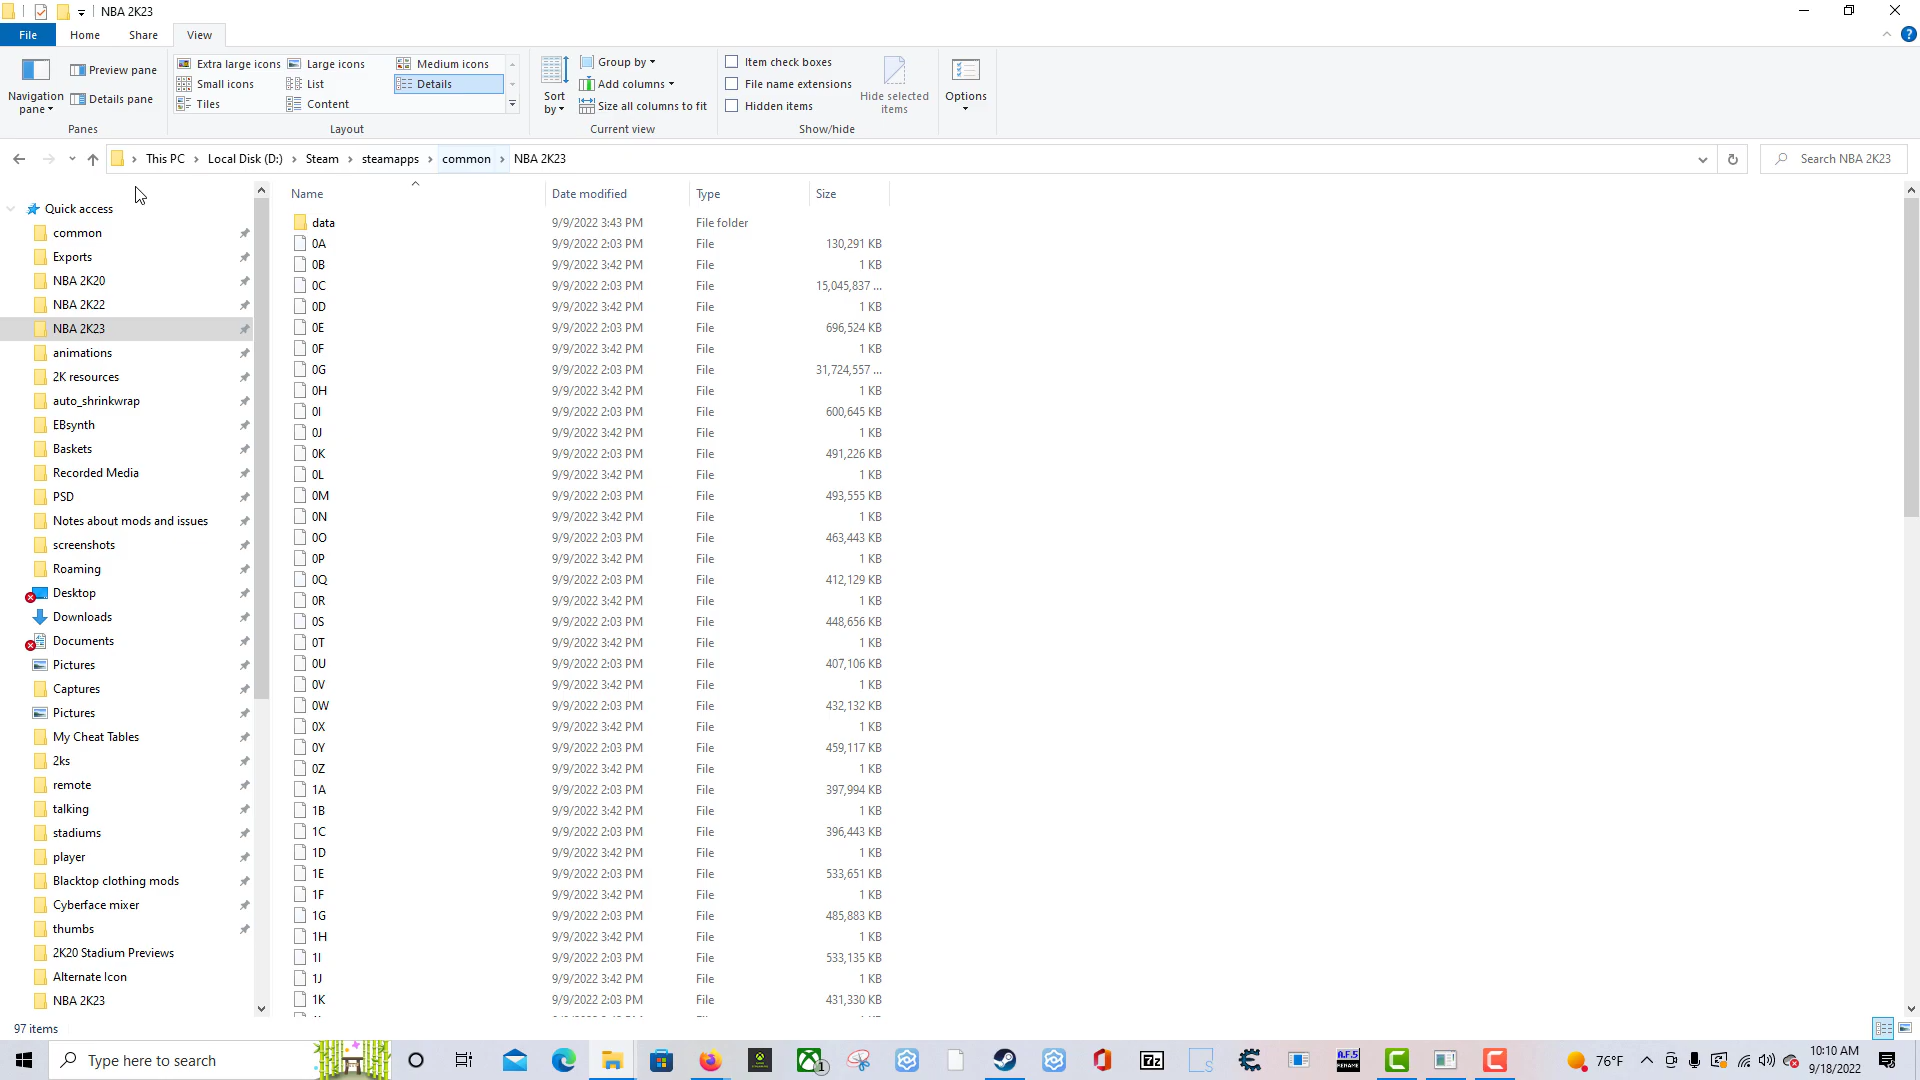 NBA 2K23
File Home Share View
Navigation pane
Preview pane
Details pane
Panes
Extra large icons Large icons Medium icons
Small icons List Details
Tiles Content
Layout
Sort by
Group by
Add columns
Size all columns to fit
Current view
Item check boxes
File name extensions
Hidden items
Hide selected items
Show/hide
Options
This PC Local Disk (D:) Steam steamapps common NBA 2K23
Search NBA 2K23
Quick access
common
Exports
NBA 2K20
NBA 2K22
NBA 2K23
animations
2K resources
auto_shrinkwrap
EBsynth
Baskets
Recorded Media
PSD
Notes about mods and issues
screenshots
Roaming
Desktop
Downloads
Documents
Pictures
Captures
Pictures
My Cheat Tables
2ks
remote
talking
stadiums
player
Blacktop clothing mods
Cyberface mixer
thumbs
2K20 Stadium Previews
Alternate Icon
NBA 2K23
Name Date modified Type Size
data 9/9/2022 3:43 PM File folder
0A 9/9/2022 2:03 PM File 130,291 KB
0B 9/9/2022 3:42 PM File 1 KB
0C 9/9/2022 2:03 PM File 15,045,837 ...
0D 9/9/2022 3:42 PM File 1 KB
0E 9/9/2022 2:03 PM File 696,524 KB
0F 9/9/2022 3:42 PM File 1 KB
0G 9/9/2022 2:03 PM File 31,724,557 ...
0H 9/9/2022 3:42 PM File 1 KB
0I 9/9/2022 2:03 PM File 600,645 KB
0J 9/9/2022 3:42 PM File 1 KB
0K 9/9/2022 2:03 PM File 491,226 KB
0L 9/9/2022 3:42 PM File 1 KB
0M 9/9/2022 2:03 PM File 493,555 KB
0N 9/9/2022 3:42 PM File 1 KB
0O 9/9/2022 2:03 PM File 463,443 KB
0P 9/9/2022 3:42 PM File 1 KB
0Q 9/9/2022 2:03 PM File 412,129 KB
0R 9/9/2022 3:42 PM File 1 KB
0S 9/9/2022 2:03 PM File 448,656 KB
0T 9/9/2022 3:42 PM File 1 KB
0U 9/9/2022 2:03 PM File 407,106 KB
0V 9/9/2022 3:42 PM File 1 KB
0W 9/9/2022 2:03 PM File 432,132 KB
0X 9/9/2022 3:42 PM File 1 KB
0Y 9/9/2022 2:03 PM File 459,117 KB
0Z 9/9/2022 3:42 PM File 1 KB
1A 9/9/2022 2:03 PM File 397,994 KB
1B 9/9/2022 3:42 PM File 1 KB
1C 9/9/2022 2:03 PM File 396,443 KB
1D 9/9/2022 3:42 PM File 1 KB
1E 9/9/2022 2:03 PM File 533,651 KB
1F 9/9/2022 3:42 PM File 1 KB
1G 9/9/2022 2:03 PM File 485,883 KB
1H 9/9/2022 3:42 PM File 1 KB
1I 9/9/2022 2:03 PM File 533,135 KB
1J 9/9/2022 3:42 PM File 1 KB
1K 9/9/2022 2:03 PM File 431,330 KB
97 items
Type here to search
7z
A.F.S
RENAME
76°F
10:10 AM
9/18/2022